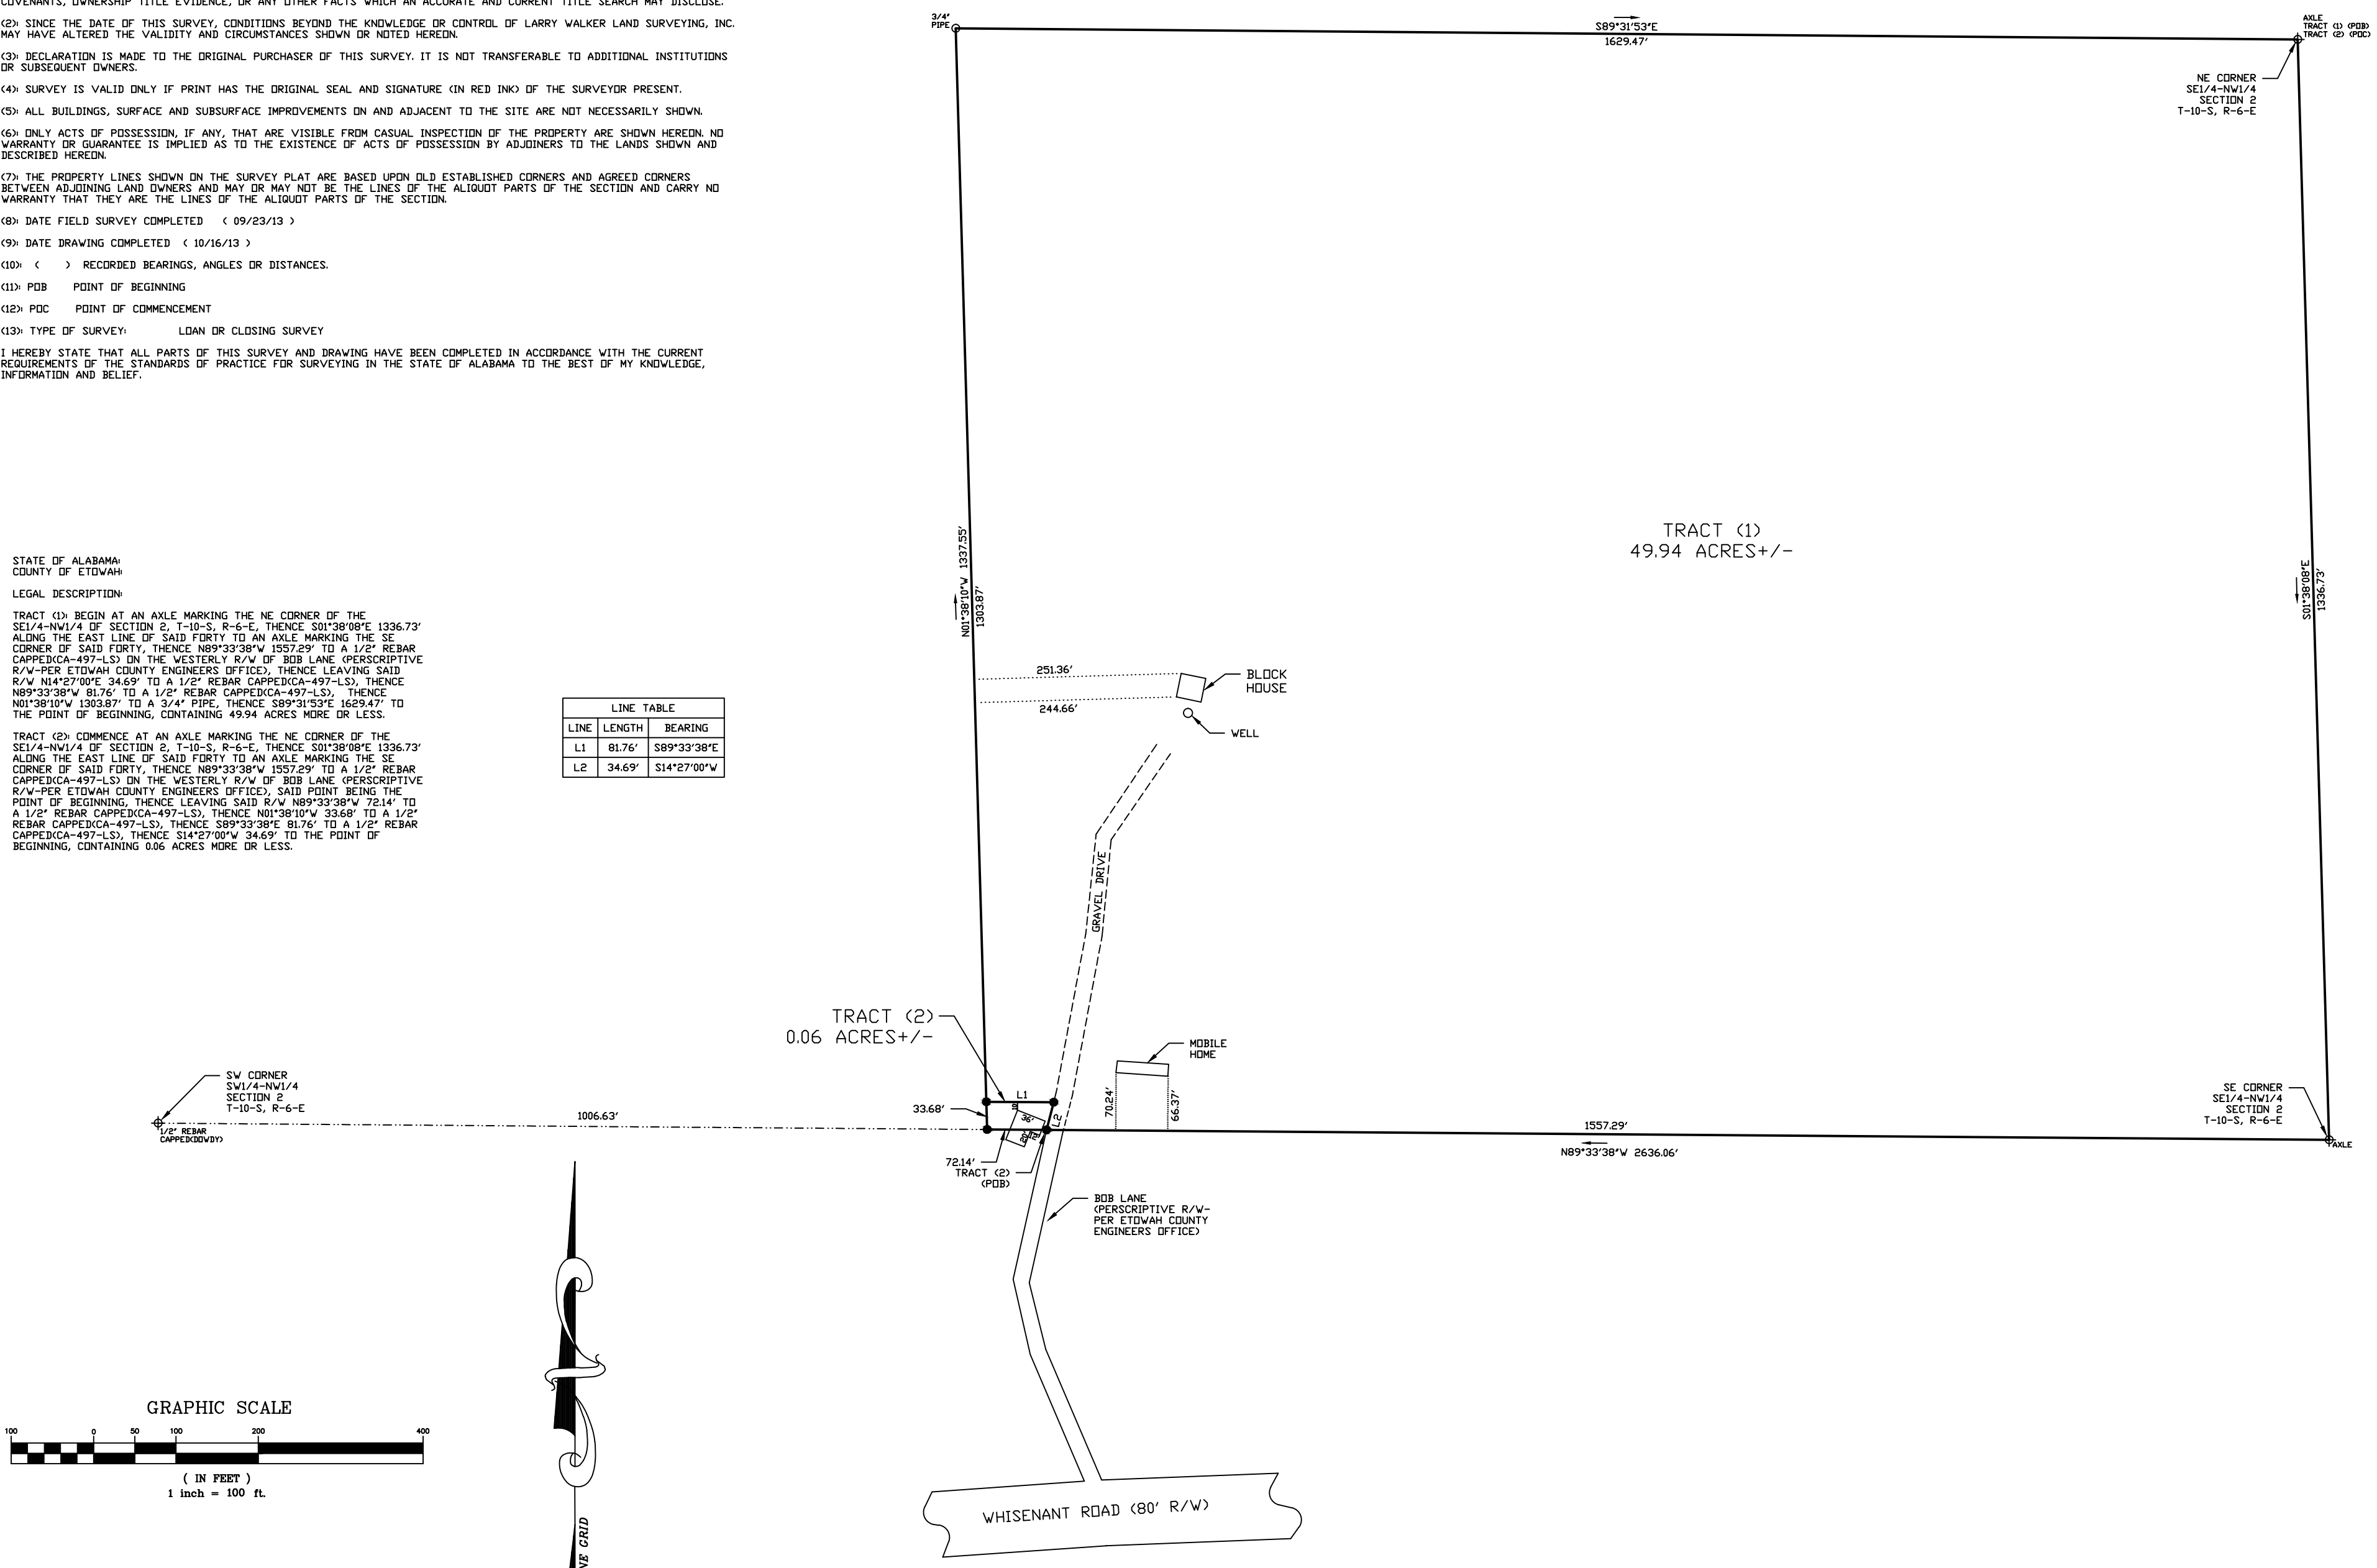 COVENANTS, OWNERSHIP TITLE EVIDENCE, OR ANY OTHER FACTS WHICH AN ACCURATE AND CURRENT TITLE SEARCH MAY DISCLOSE.
(2): SINCE THE DATE OF THIS SURVEY, CONDITIONS BEYOND THE KNOWLEDGE OR CONTROL OF LARRY WALKER LAND SURVEYING, INC.
MAY HAVE ALTERED THE VALIDITY AND CIRCUMSTANCES SHOWN OR NOTED HEREON.
(3): DECLARATION IS MADE TO THE ORIGINAL PURCHASER OF THIS SURVEY. IT IS NOT TRANSFERABLE TO ADDITIONAL INSTITUTIONS
OR SUBSEQUENT OWNERS.
(4): SURVEY IS VALID ONLY IF PRINT HAS THE ORIGINAL SEAL AND SIGNATURE (IN RED INK) OF THE SURVEYOR PRESENT.
(5): ALL BUILDINGS, SURFACE AND SUBSURFACE IMPROVEMENTS ON AND ADJACENT TO THE SITE ARE NOT NECESSARILY SHOWN.
(6): ONLY ACTS OF POSSESSION, IF ANY, THAT ARE VISIBLE FROM CASUAL INSPECTION OF THE PROPERTY ARE SHOWN HEREON. NO
WARRANTY OR GUARANTEE IS IMPLIED AS TO THE EXISTENCE OF ACTS OF POSSESSION BY ADJOINERS TO THE LANDS SHOWN AND
DESCRIBED HEREON.
(7): THE PROPERTY LINES SHOWN ON THE SURVEY PLAT ARE BASED UPON OLD ESTABLISHED CORNERS AND AGREED CORNERS
BETWEEN ADJOINING LAND OWNERS AND MAY OR MAY NOT BE THE LINES OF THE ALIQUOT PARTS OF THE SECTION AND CARRY NO
WARRANTY THAT THEY ARE THE LINES OF THE ALIQUOT PARTS OF THE SECTION.
(8): DATE FIELD SURVEY COMPLETED ( 09/23/13 )
(9): DATE DRAWING COMPLETED ( 10/16/13 )
(10): ( ) RECORDED BEARINGS, ANGLES OR DISTANCES.
(11): POB POINT OF BEGINNING
(12): POC POINT OF COMMENCEMENT
(13): TYPE OF SURVEY: LOAN OR CLOSING SURVEY
I HEREBY STATE THAT ALL PARTS OF THIS SURVEY AND DRAWING HAVE BEEN COMPLETED IN ACCORDANCE WITH THE CURRENT
REQUIREMENTS OF THE STANDARDS OF PRACTICE FOR SURVEYING IN THE STATE OF ALABAMA TO THE BEST OF MY KNOWLEDGE,
INFORMATION AND BELIEF.
STATE OF ALABAMA:
COUNTY OF ETOWAH:
LEGAL DESCRIPTION:
TRACT (1): BEGIN AT AN AXLE MARKING THE NE CORNER OF THE
SE1/4-NW1/4 OF SECTION 2, T-10-S, R-6-E, THENCE S01°38'08"E 1336.73'
ALONG THE EAST LINE OF SAID FORTY TO AN AXLE MARKING THE SE
CORNER OF SAID FORTY, THENCE N89°33'38"W 1557.29' TO A 1/2" REBAR
CAPPED(CA-497-LS) ON THE WESTERLY R/W OF BOB LANE (PERSCRIPTIVE
R/W-PER ETOWAH COUNTY ENGINEERS OFFICE), THENCE LEAVING SAID
R/W N14°27'00"E 34.69' TO A 1/2" REBAR CAPPED(CA-497-LS), THENCE
N89°33'38"W 81.76' TO A 1/2" REBAR CAPPED(CA-497-LS), THENCE
N01°38'10"W 1303.87' TO A 3/4" PIPE, THENCE S89°31'53"E 1629.47' TO
THE POINT OF BEGINNING, CONTAINING 49.94 ACRES MORE OR LESS.
TRACT (2): COMMENCE AT AN AXLE MARKING THE NE CORNER OF THE
SE1/4-NW1/4 OF SECTION 2, T-10-S, R-6-E, THENCE S01°38'08"E 1336.73'
ALONG THE EAST LINE OF SAID FORTY TO AN AXLE MARKING THE SE
CORNER OF SAID FORTY, THENCE N89°33'38"W 1557.29' TO A 1/2" REBAR
CAPPED(CA-497-LS) ON THE WESTERLY R/W OF BOB LANE (PERSCRIPTIVE
R/W-PER ETOWAH COUNTY ENGINEERS OFFICE), SAID POINT BEING THE
POINT OF BEGINNING, THENCE LEAVING SAID R/W N89°33'38"W 72.14' TO
A 1/2" REBAR CAPPED(CA-497-LS), THENCE N01°38'10"W 33.68' TO A 1/2"
REBAR CAPPED(CA-497-LS), THENCE S89°33'38"E 81.76' TO A 1/2" REBAR
CAPPED(CA-497-LS), THENCE S14°27'00"W 34.69' TO THE POINT OF
BEGINNING, CONTAINING 0.06 ACRES MORE OR LESS.
LINE TABLE
LINE LENGTH BEARING
L1 81.76' S89°33'38"E
L2 34.69' S14°27'00"W
3/4"
PIPE
S89°31'53"E
1629.47'
AXLE
TRACT (1) (POB)
TRACT (2) (POC)
NE CORNER
SE1/4-NW1/4
SECTION 2
T-10-S, R-6-E
TRACT (1)
49.94 ACRES+/-
N01°38'10"W 1337.55'
1303.87'
S01°38'08"E
1336.73'
251.36'
244.66'
BLOCK
HOUSE
WELL
GRAVEL DRIVE
TRACT (2)
0.06 ACRES+/-
MOBILE
HOME
70.24'
66.37'
L1
L2
33.68'
36'
20'
72.14'
TRACT (2)
(POB)
SW CORNER
SW1/4-NW1/4
SECTION 2
T-10-S, R-6-E
1/2" REBAR
CAPPED(DOWDY)
1006.63'
1557.29'
N89°33'38"W 2636.06'
SE CORNER
SE1/4-NW1/4
SECTION 2
T-10-S, R-6-E
AXLE
BOB LANE
(PERSCRIPTIVE R/W-
PER ETOWAH COUNTY
ENGINEERS OFFICE)
WHISENANT ROAD (80' R/W)
GRAPHIC SCALE
100 0 50 100 200 400
( IN FEET )
1 inch = 100 ft.
GRID